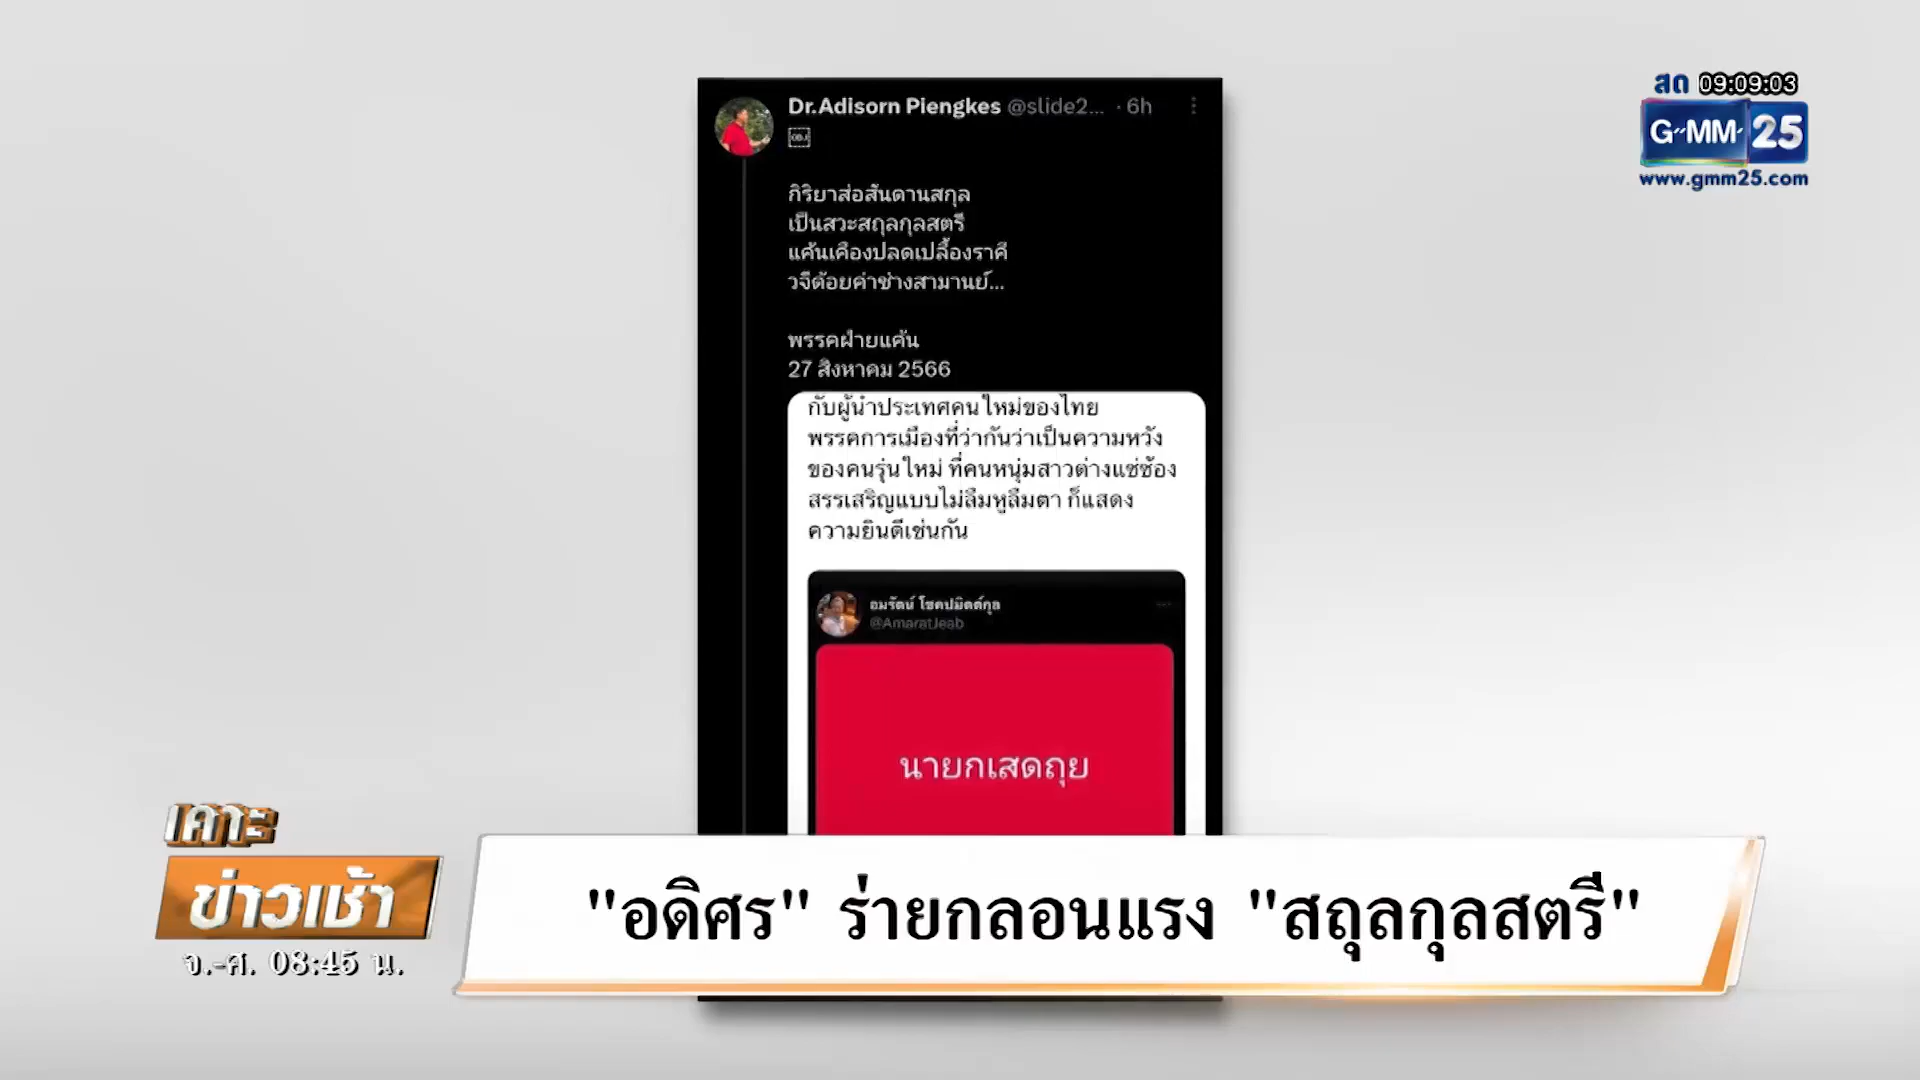 สด 09:09:03
GMM 25
www.gmm25.com
Dr.Adisorn Piengkes @slide2... · 6h
OBJ
กิริยาส่อสันดานสกุล
เป็นสวะสถุลกุลสตรี
แค้นเคืองปลดเปลื้องราคี
วจีด้อยค่าช่างสามานย์...
พรรคฝ่ายแค้น
27 สิงหาคม 2566
กับผู้นำประเทศคนใหม่ของไทย
พรรคการเมืองที่ว่ากันว่าเป็นความหวัง
ของคนรุ่นใหม่ ที่คนหนุ่มสาวต่างแซ่ซ้อง
สรรเสริญแบบไม่ลืมหูลืมตา ก็แสดง
ความยินดีเช่นกัน
อมรัตน์ โชคปมิตต์กุล
@AmaratJeab
นายกเสดถุย
เคาะ
ข่าวเช้า
จ.-ศ. 08:45 น.
"อดิศร" ร่ายกลอนแรง "สถุลกุลสตรี"